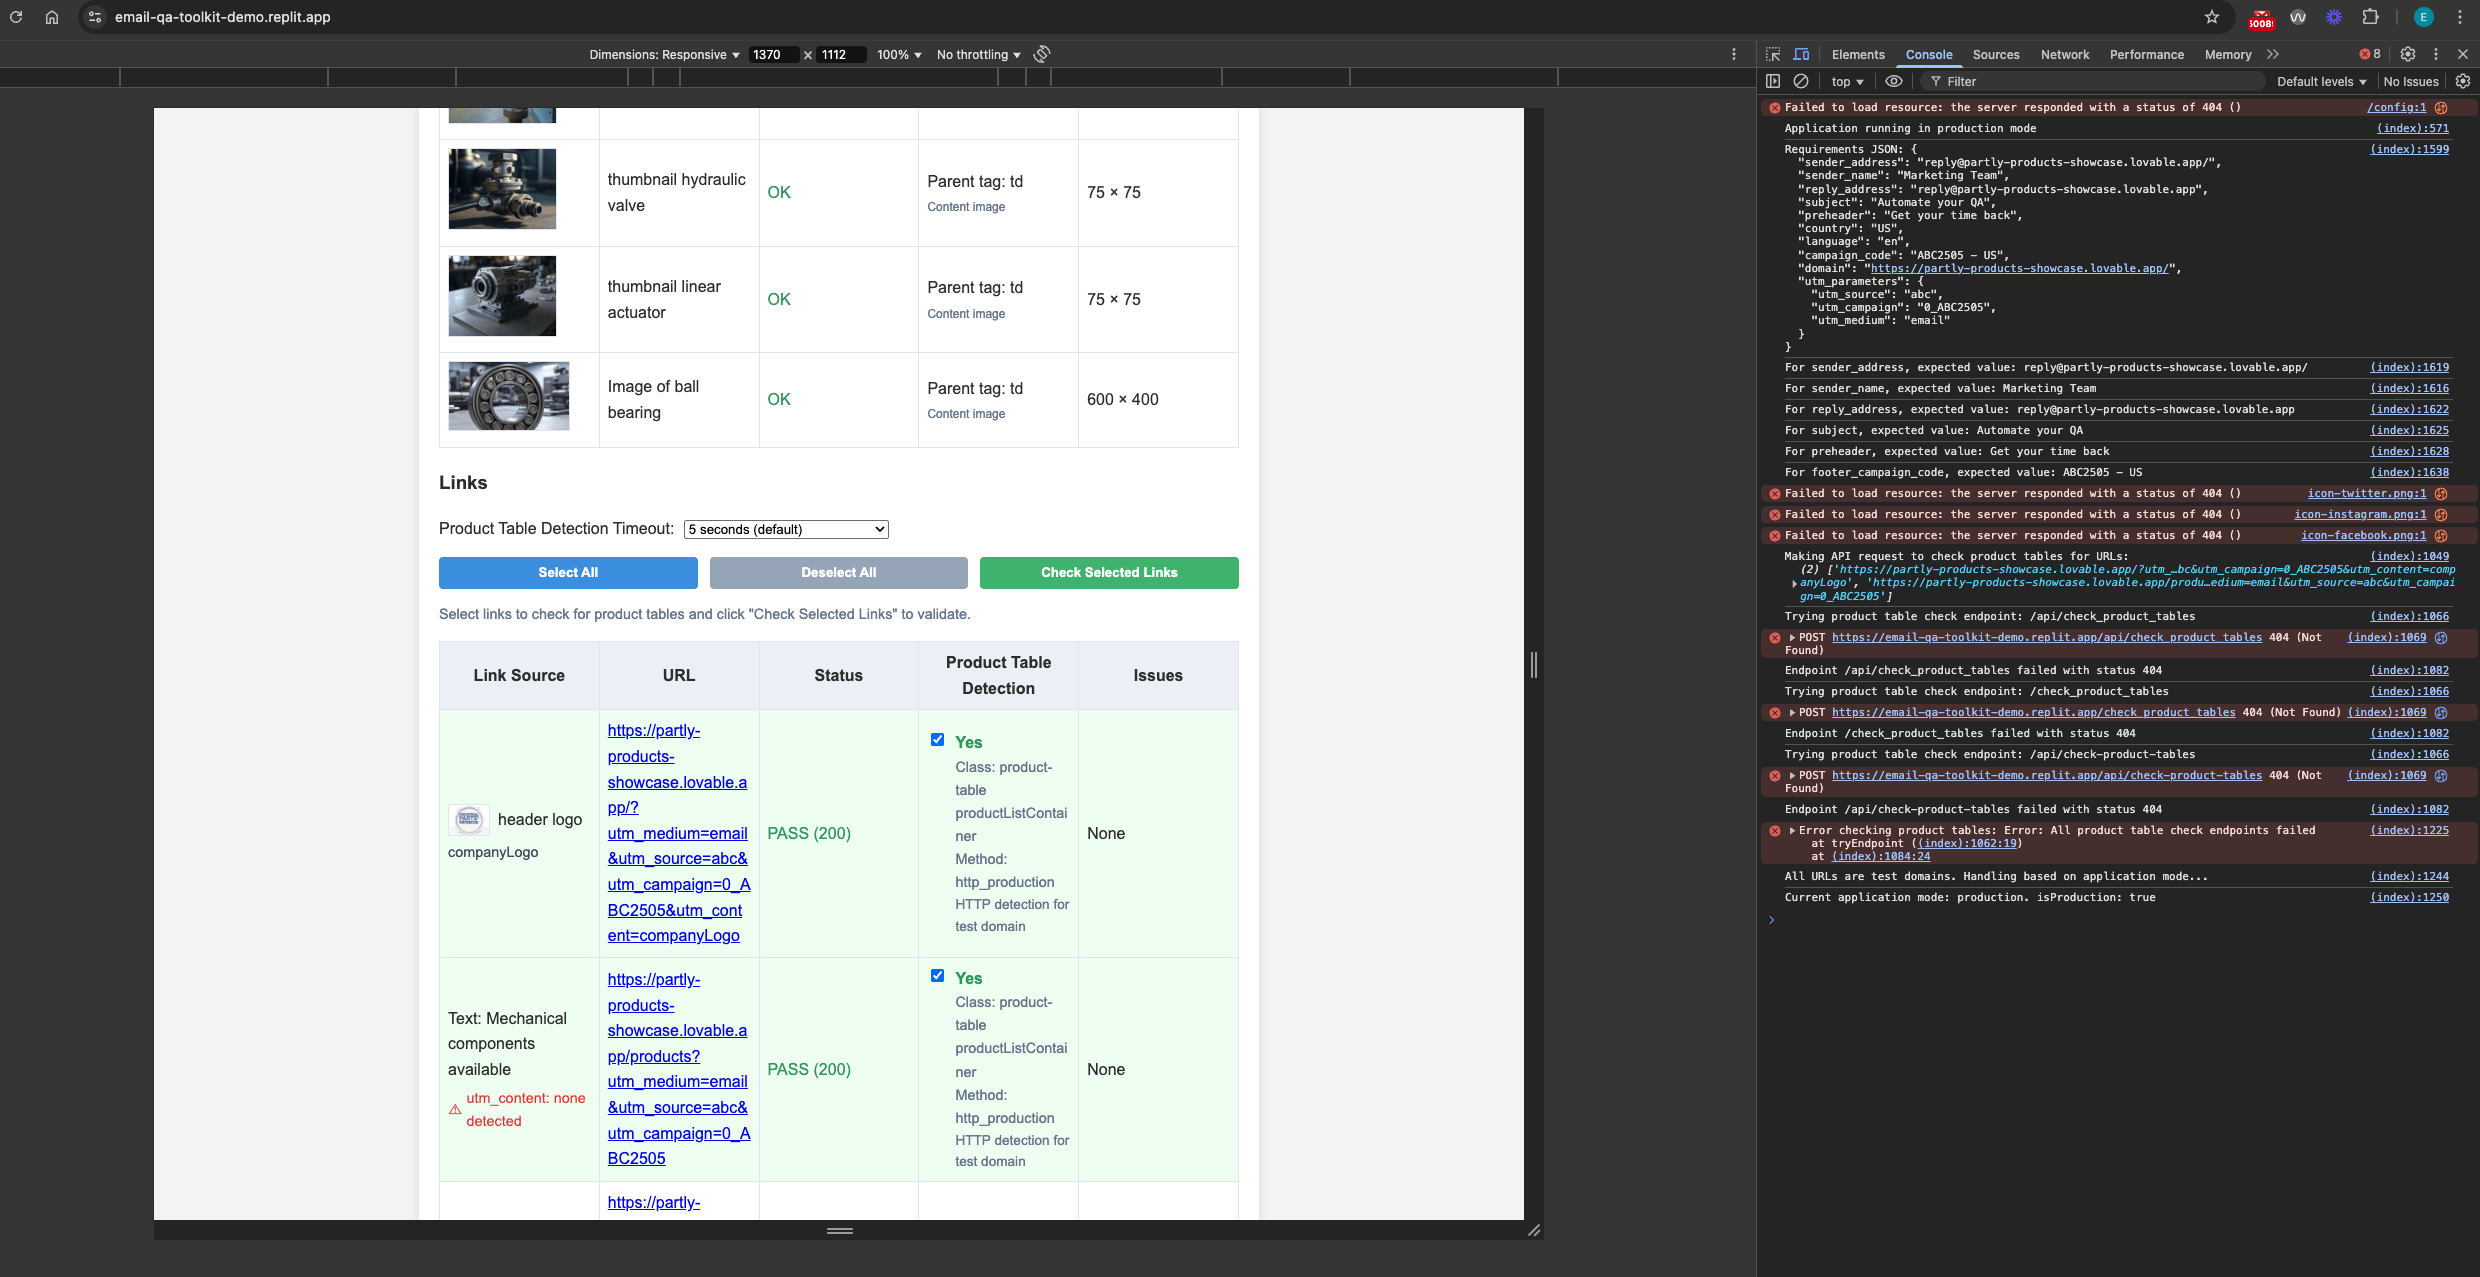 email-qa-toolkit-demo.replit.app
E
Dimensions: Responsive
1370 x 1112
100%
No throttling
Elements
Console
Sources
Network
Performance
Memory
8
top
Filter
Default levels
No Issues
thumbnail hydraulic
valve
OK
Parent tag: td
Content image
75 × 75
thumbnail linear
actuator
OK
Parent tag: td
Content image
75 × 75
Image of ball
bearing
OK
Parent tag: td
Content image
600 × 400
Links
Product Table Detection Timeout: 5 seconds (default)
Select All
Deselect All
Check Selected Links
Select links to check for product tables and click "Check Selected Links" to validate.
Link Source
URL
Status
Product Table
Detection
Issues
header logo
companyLogo
https://partly-
products-
showcase.lovable.a
pp/?
utm_medium=email
&utm_source=abc&
utm_campaign=0_A
BC2505&utm_cont
ent=companyLogo
PASS (200)
Yes
Class: product-
table
productListContai
ner
Method:
http_production
HTTP detection for
test domain
None
Text: Mechanical
components
available
utm_content: none
detected
https://partly-
products-
showcase.lovable.a
pp/products?
utm_medium=email
&utm_source=abc&
utm_campaign=0_A
BC2505
PASS (200)
Yes
Class: product-
table
productListContai
ner
Method:
http_production
HTTP detection for
test domain
None
https://partly-
Failed to load resource: the server responded with a status of 404 () /config:1
Application running in production mode (index):571
Requirements JSON: { (index):1599
"sender_address": "reply@partly-products-showcase.lovable.app/",
"sender_name": "Marketing Team",
"reply_address": "reply@partly-products-showcase.lovable.app",
"subject": "Automate your QA",
"preheader": "Get your time back",
"country": "US",
"language": "en",
"campaign_code": "ABC2505 - US",
"domain": "https://partly-products-showcase.lovable.app/",
"utm_parameters": {
"utm_source": "abc",
"utm_campaign": "0_ABC2505",
"utm_medium": "email"
}
}
For sender_address, expected value: reply@partly-products-showcase.lovable.app/ (index):1619
For sender_name, expected value: Marketing Team (index):1616
For reply_address, expected value: reply@partly-products-showcase.lovable.app (index):1622
For subject, expected value: Automate your QA (index):1625
For preheader, expected value: Get your time back (index):1628
For footer_campaign_code, expected value: ABC2505 - US (index):1638
Failed to load resource: the server responded with a status of 404 () icon-twitter.png:1
Failed to load resource: the server responded with a status of 404 () icon-instagram.png:1
Failed to load resource: the server responded with a status of 404 () icon-facebook.png:1
Making API request to check product tables for URLs: (index):1049
(2) ['https://partly-products-showcase.lovable.app/?utm_…bc&utm_campaign=0_ABC2505&utm_content=comp
anyLogo', 'https://partly-products-showcase.lovable.app/produ…edium=email&utm_source=abc&utm_campai
gn=0_ABC2505']
Trying product table check endpoint: /api/check_product_tables (index):1066
POST https://email-qa-toolkit-demo.replit.app/api/check_product_tables 404 (Not (index):1069
Found)
Endpoint /api/check_product_tables failed with status 404 (index):1082
Trying product table check endpoint: /check_product_tables (index):1066
POST https://email-qa-toolkit-demo.replit.app/check_product_tables 404 (Not Found) (index):1069
Endpoint /check_product_tables failed with status 404 (index):1082
Trying product table check endpoint: /api/check-product-tables (index):1066
POST https://email-qa-toolkit-demo.replit.app/api/check-product-tables 404 (Not (index):1069
Found)
Endpoint /api/check-product-tables failed with status 404 (index):1082
Error checking product tables: Error: All product table check endpoints failed (index):1225
at tryEndpoint ((index):1062:19)
at (index):1084:24
All URLs are test domains. Handling based on application mode... (index):1244
Current application mode: production. isProduction: true (index):1250